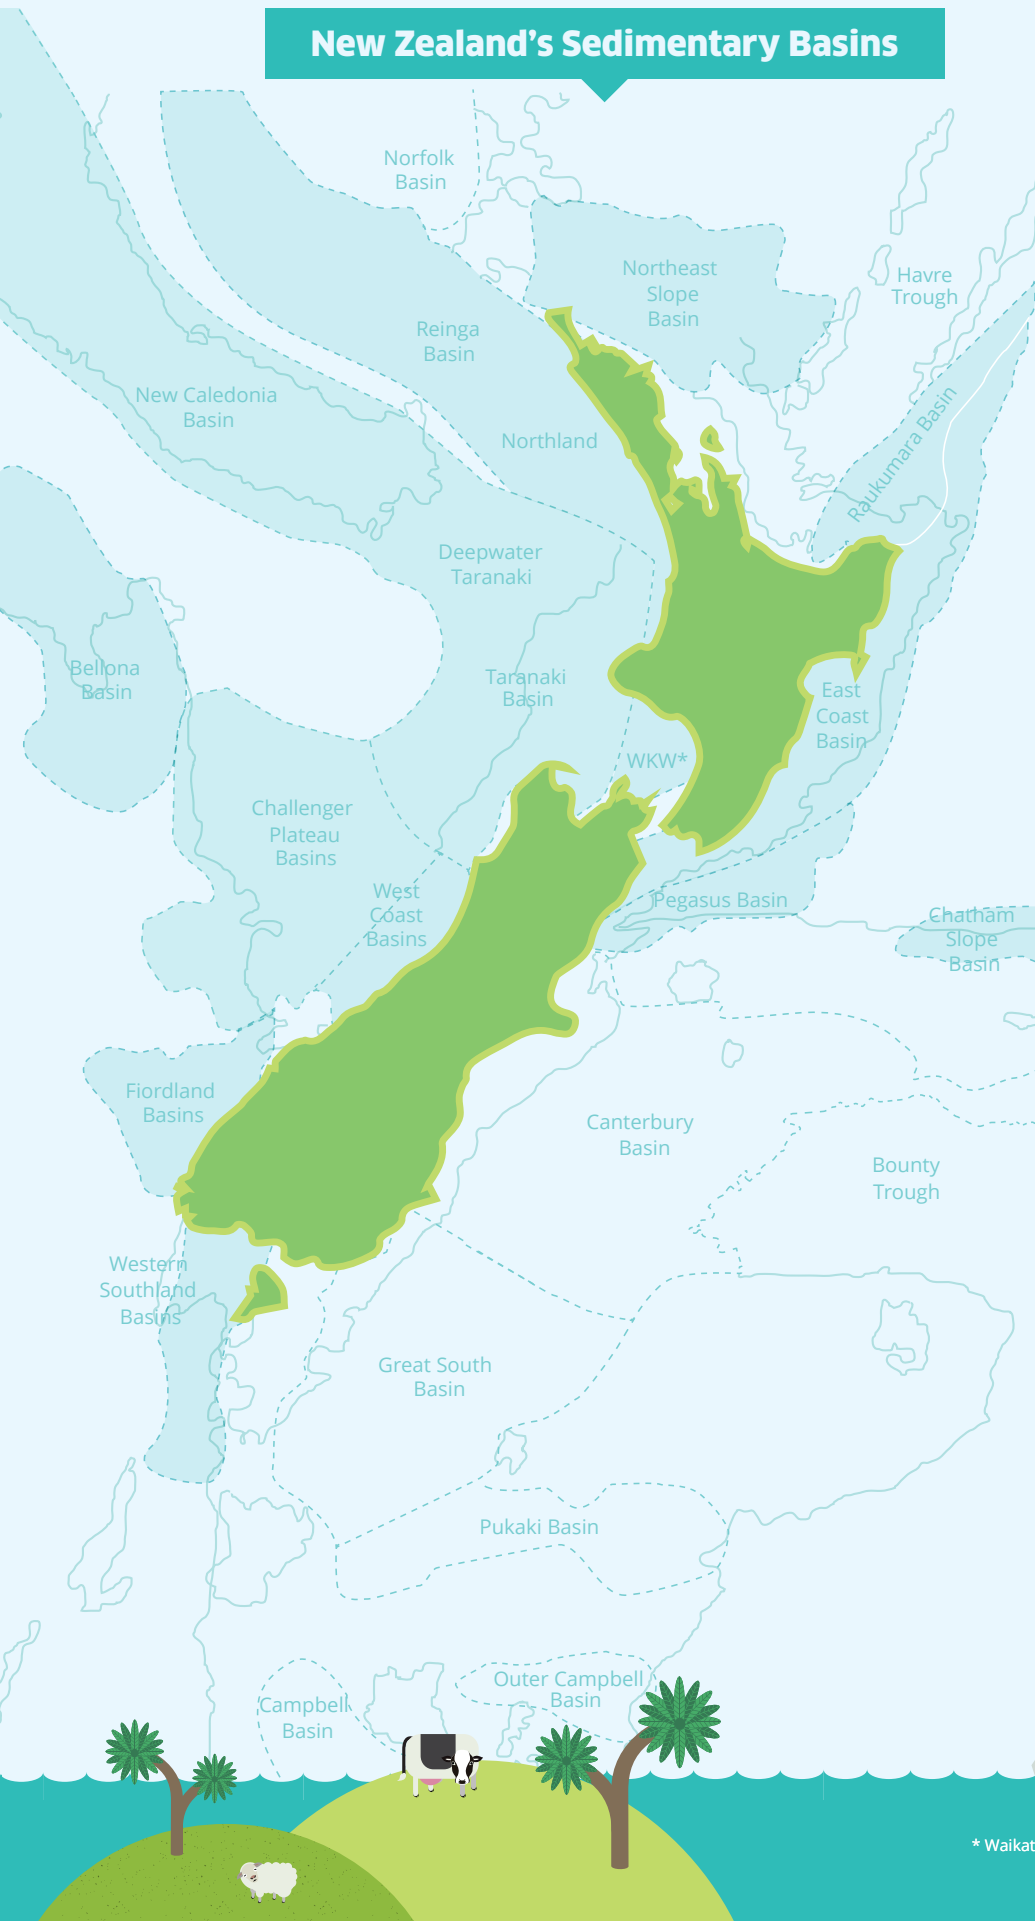 New Zealand’s Sedimentary Basins
Norfolk
Basin
Northeast
Slope
Basin
Havre
Trough
Reinga
Basin
New Caledonia
Basin
Northland
Raukumara Basin
Deepwater
Taranaki
Bellona
Basin
Taranaki
Basin
East
Coast
Basin
WKW*
Challenger
Plateau
Basins
West
Coast
Basins
Pegasus Basin
Chatham
Slope
Basin
Fiordland
Basins
Canterbury
Basin
Bounty
Trough
Western
Southland
Basins
Great South
Basin
Pukaki Basin
Outer Campbell
Basin
Campbell
Basin
* Waikat